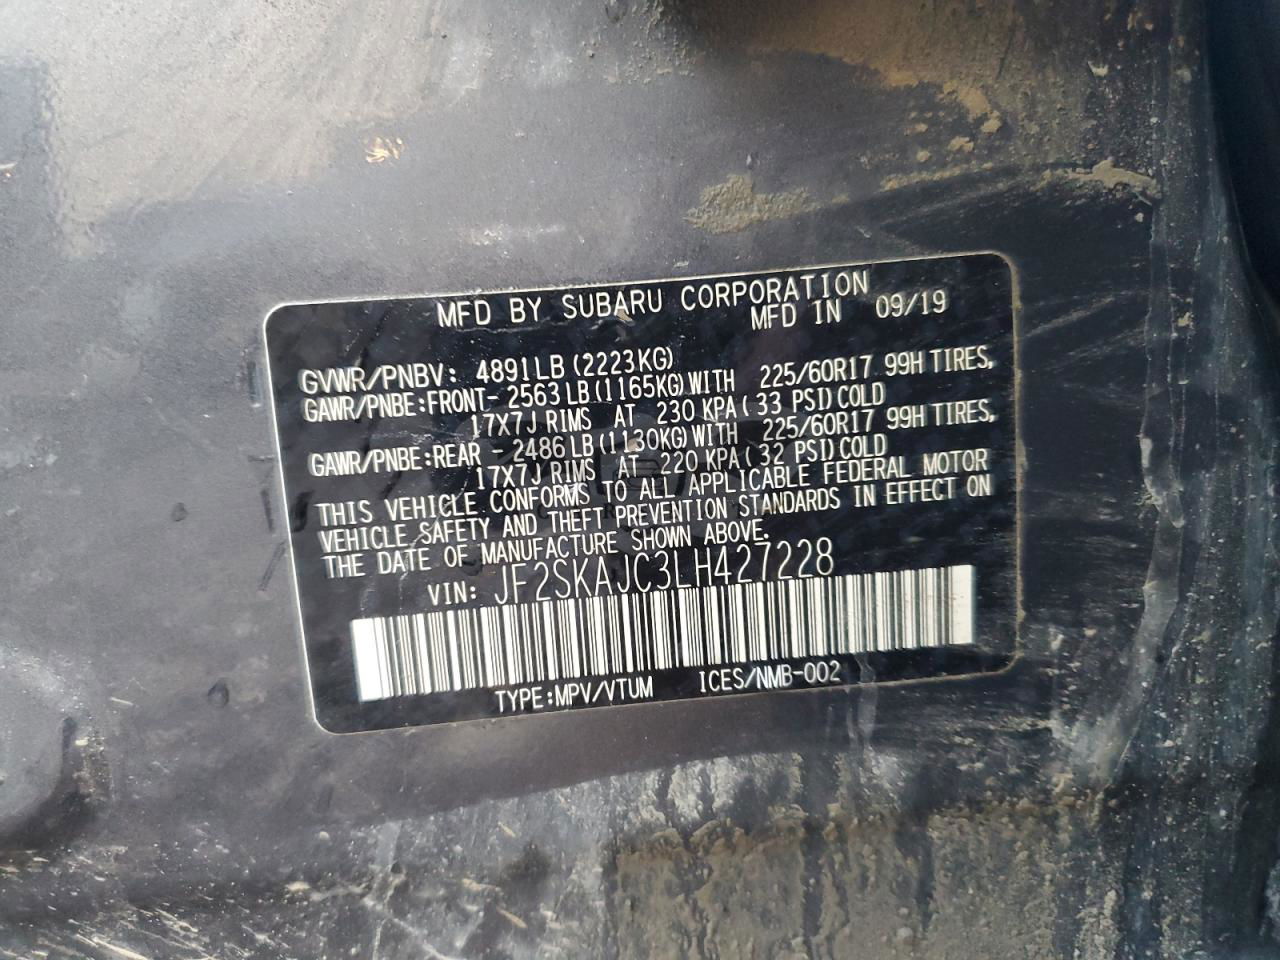 MFD BY SUBARU CORPORATION
MFD IN 09/19
GVWR/PNBV: 4891LB (2223KG)
GAWR/PNBE:FRONT- 2563 LB (1165KG) WITH 225/60R17 99H TIRES,
17X7J RIMS AT 230 KPA ( 33 PSI) COLD
GAWR/PNBE:REAR - 2486 LB (1130KG) WITH 225/60R17 99H TIRES,
17X7J RIMS AT 220 KPA ( 32 PSI) COLD
THIS VEHICLE CONFORMS TO ALL APPLICABLE FEDERAL MOTOR
VEHICLE SAFETY AND THEFT PREVENTION STANDARDS IN EFFECT ON
THE DATE OF MANUFACTURE SHOWN ABOVE.
VIN: JF2SKAJC3LH427228
TYPE:MPV/VTUM ICES/NMB-002